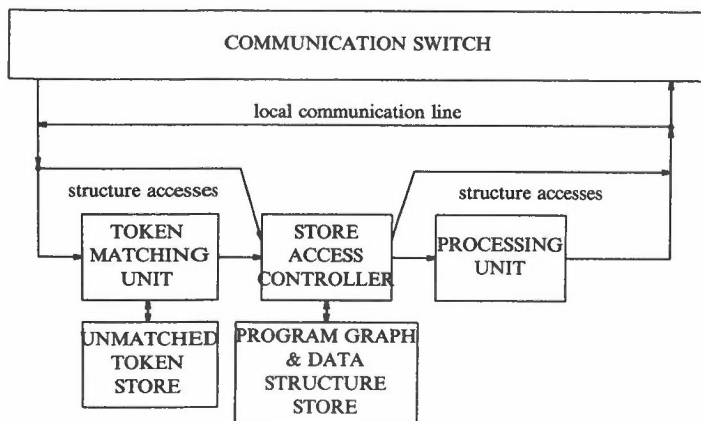 COMMUNICATION SWITCH
local communication line
structure accesses
structure accesses
TOKEN
MATCHING
UNIT
STORE
ACCESS
CONTROLLER
PROCESSING
UNIT
UNMATCHED
TOKEN
STORE
PROGRAM GRAPH
& DATA
STRUCTURE
STORE